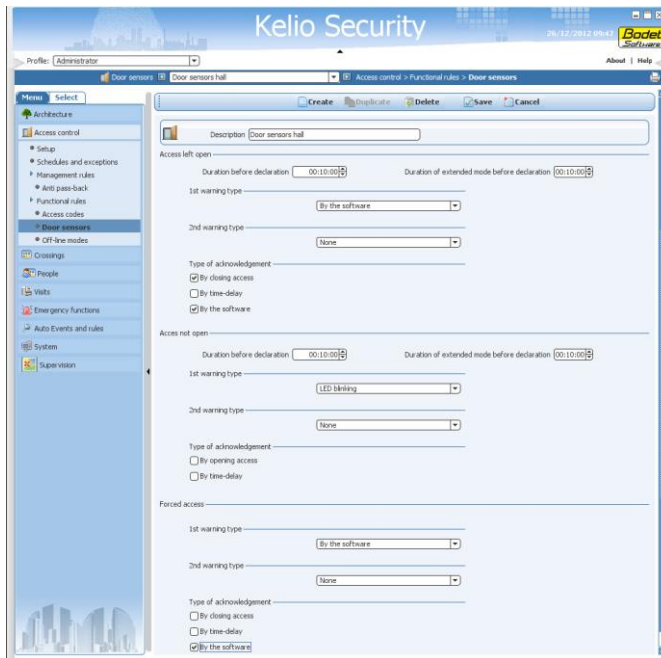 Kelio Security
26/12/2012 09:47
Bodet
Software
Profile: Administrator
About | Help
Door sensors Door sensors hall Access control > Functional rules > Door sensors
Menu Select
Architecture
Access control
Setup
Schedules and exceptions
Management rules
Anti pass-back
Functional rules
Access codes
Door sensors
Off-line modes
Crossings
People
Visits
Emergency functions
Auto Events and rules
System
Supervision
Create Duplicate Delete Save Cancel
Description Door sensors hall
Access left open
Duration before declaration 00:10:00 Duration of extended mode before declaration 00:10:00
1st warning type
By the software
2nd warning type
None
Type of acknowledgement
By closing access
By time-delay
By the software
Acces not open
Duration before declaration 00:10:00 Duration of extended mode before declaration 00:10:00
1st warning type
LED blinking
2nd warning type
None
Type of acknowledgement
By opening access
By time-delay
Forced access
1st warning type
By the software
2nd warning type
None
Type of acknowledgement
By closing access
By time-delay
By the software